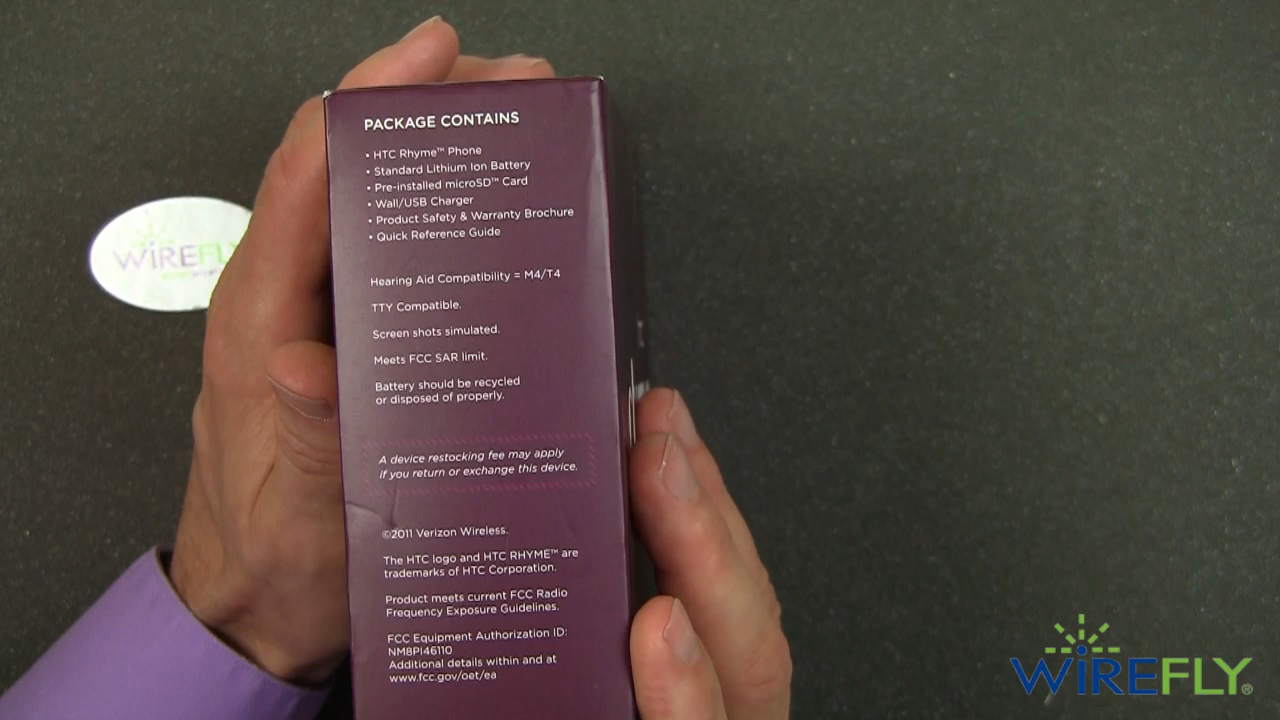 PACKAGE CONTAINS
• HTC Rhyme™ Phone
• Standard Lithium Ion Battery
• Pre-installed microSD™ Card
• Wall/USB Charger
• Product Safety & Warranty Brochure
• Quick Reference Guide
Hearing Aid Compatibility = M4/T4
TTY Compatible.
Screen shots simulated.
Meets FCC SAR limit.
Battery should be recycled
or disposed of properly.
A device restocking fee may apply
if you return or exchange this device.
©2011 Verizon Wireless.
The HTC logo and HTC RHYME™ are
trademarks of HTC Corporation.
Product meets current FCC Radio
Frequency Exposure Guidelines.
FCC Equipment Authorization ID:
NM8PI46110
Additional details within and at
www.fcc.gov/oet/ea
WIREFLY
WIREFLY®